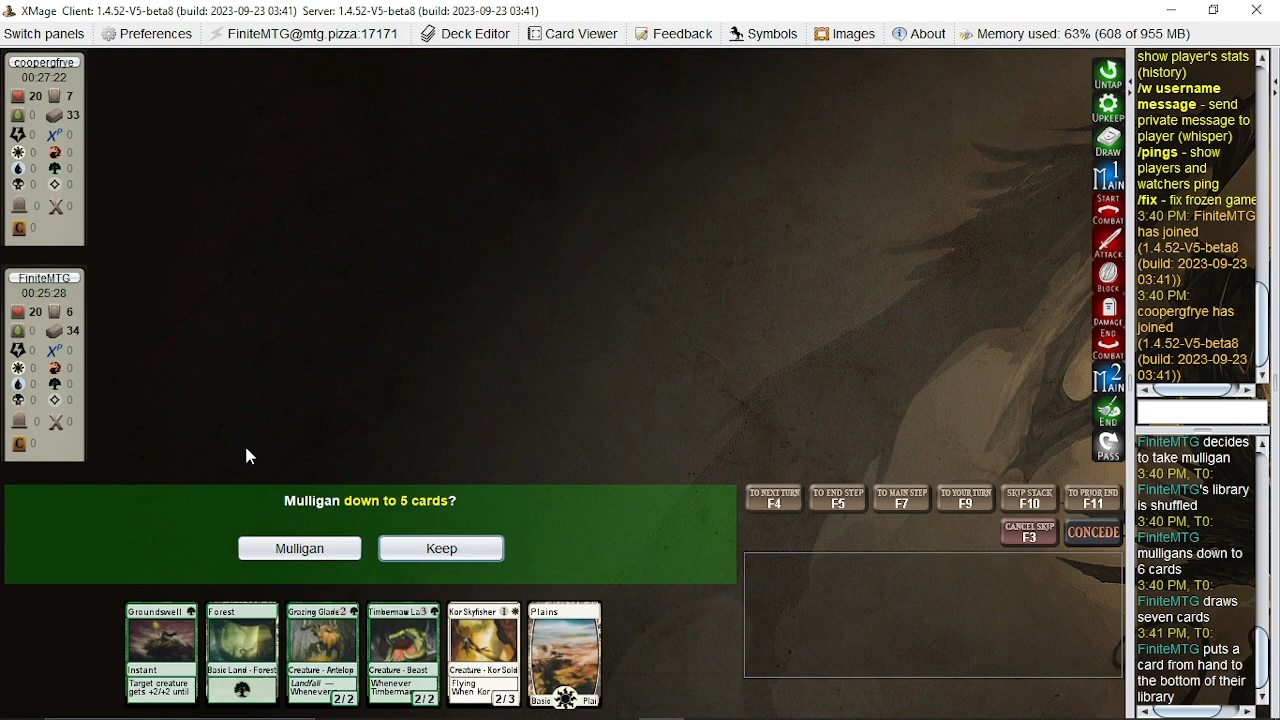 XMage Client: 1.4.52-V5-beta8 (build: 2023-09-23 03:41) Server: 1.4.52-V5-beta8 (build: 2023-09-23 03:41)
Switch panels Preferences FiniteMTG@mtg.pizza:17171 Deck Editor Card Viewer Feedback Symbols Images About Memory used: 63% (608 of 955 MB)
coopergfrye
00:27:22
20 7
0 33
0 XP 0
0 0
0 0
0 0
0 0
C 0
FiniteMTG
00:25:28
20 6
0 34
0 XP 0
0 0
0 0
0 0
0 0
C 0
UNTAP
UPKEEP
DRAW
MAIN 1
START COMBAT
ATTACK
BLOCK
DAMAGE
END COMBAT
MAIN 2
END
PASS
show player's stats
(history)
/w username
message - send
private message to
player (whisper)
/pings - show
players and
watchers ping
/fix - fix frozen game
3:40 PM: FiniteMTG
has joined
(1.4.52-V5-beta8
(build: 2023-09-23
03:41))
3:40 PM:
coopergfrye has
joined
(1.4.52-V5-beta8
(build: 2023-09-23
03:41))
FiniteMTG decides
to take mulligan
3:40 PM, T0:
FiniteMTG's library
is shuffled
3:40 PM, T0:
FiniteMTG
mulligans down to
6 cards
3:40 PM, T0:
FiniteMTG draws
seven cards
3:41 PM, T0:
FiniteMTG puts a
card from hand to
the bottom of their
library
Mulligan down to 5 cards?
Mulligan Keep
TO NEXT TURN F4
TO END STEP F5
TO MAIN STEP F7
TO YOUR TURN F9
SKIP STACK F10
TO PRIOR END F11
CANCEL SKIP F3
CONCEDE
Groundswell
Instant
Target creature
gets +2/+2 until
Forest
Basic Land - Forest
Grazing Glade 2
Creature - Antelop
Landfall —
Whenever
2/2
Timbermaw La 3
Creature - Beast
Whenever
Timbermaw
2/2
Kor Skyfisher 1
Creature - Kor Sold
Flying
When Kor
2/3
Plains
Basic Plai